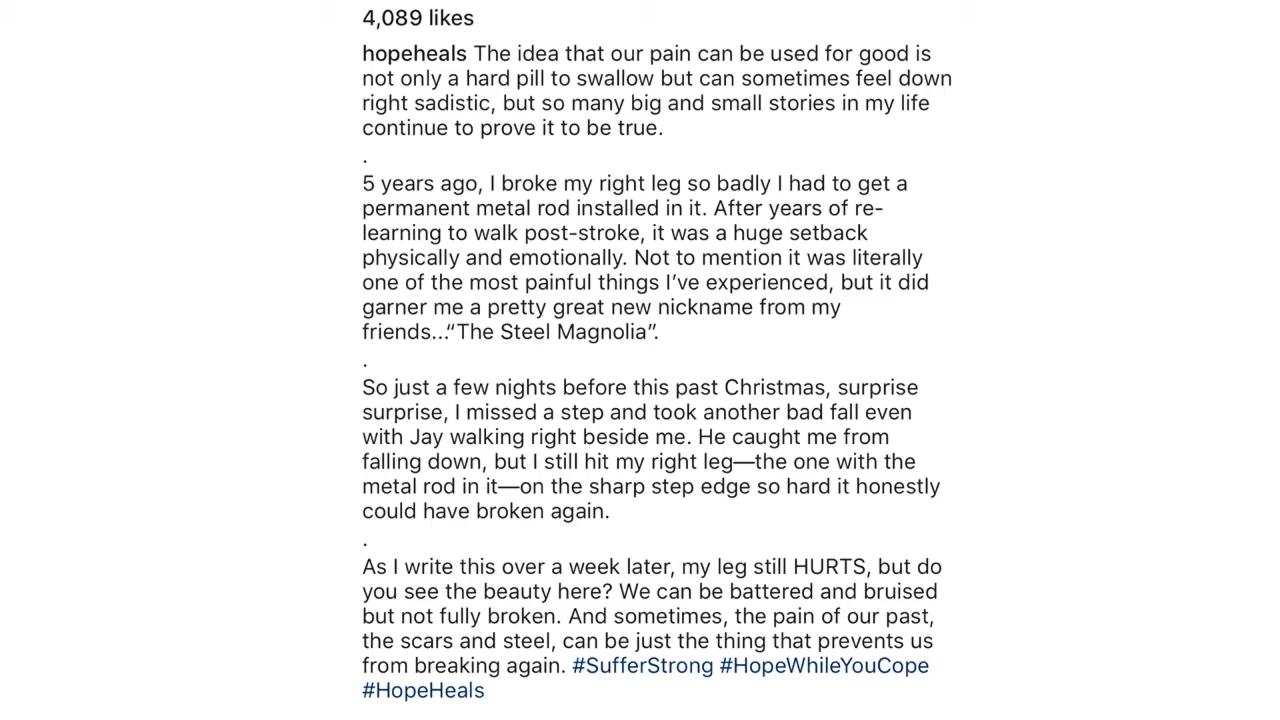 4,089 likes
hopeheals The idea that our pain can be used for good is
not only a hard pill to swallow but can sometimes feel down
right sadistic, but so many big and small stories in my life
continue to prove it to be true.
.
5 years ago, I broke my right leg so badly I had to get a
permanent metal rod installed in it. After years of re-
learning to walk post-stroke, it was a huge setback
physically and emotionally. Not to mention it was literally
one of the most painful things I’ve experienced, but it did
garner me a pretty great new nickname from my
friends...“The Steel Magnolia”.
.
So just a few nights before this past Christmas, surprise
surprise, I missed a step and took another bad fall even
with Jay walking right beside me. He caught me from
falling down, but I still hit my right leg—the one with the
metal rod in it—on the sharp step edge so hard it honestly
could have broken again.
.
As I write this over a week later, my leg still HURTS, but do
you see the beauty here? We can be battered and bruised
but not fully broken. And sometimes, the pain of our past,
the scars and steel, can be just the thing that prevents us
from breaking again. #SufferStrong #HopeWhileYouCope
#HopeHeals